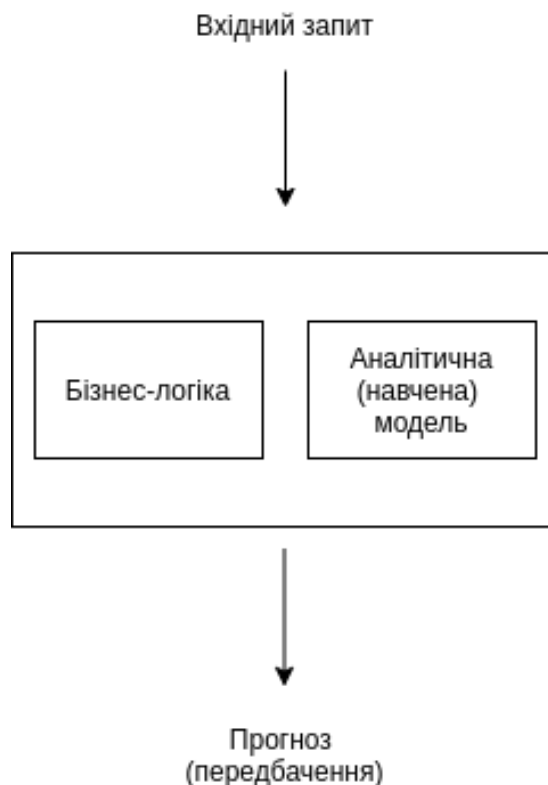 Вхідний запит
Бізнес-логіка
Аналітична
(навчена)
модель
Прогноз
(передбачення)